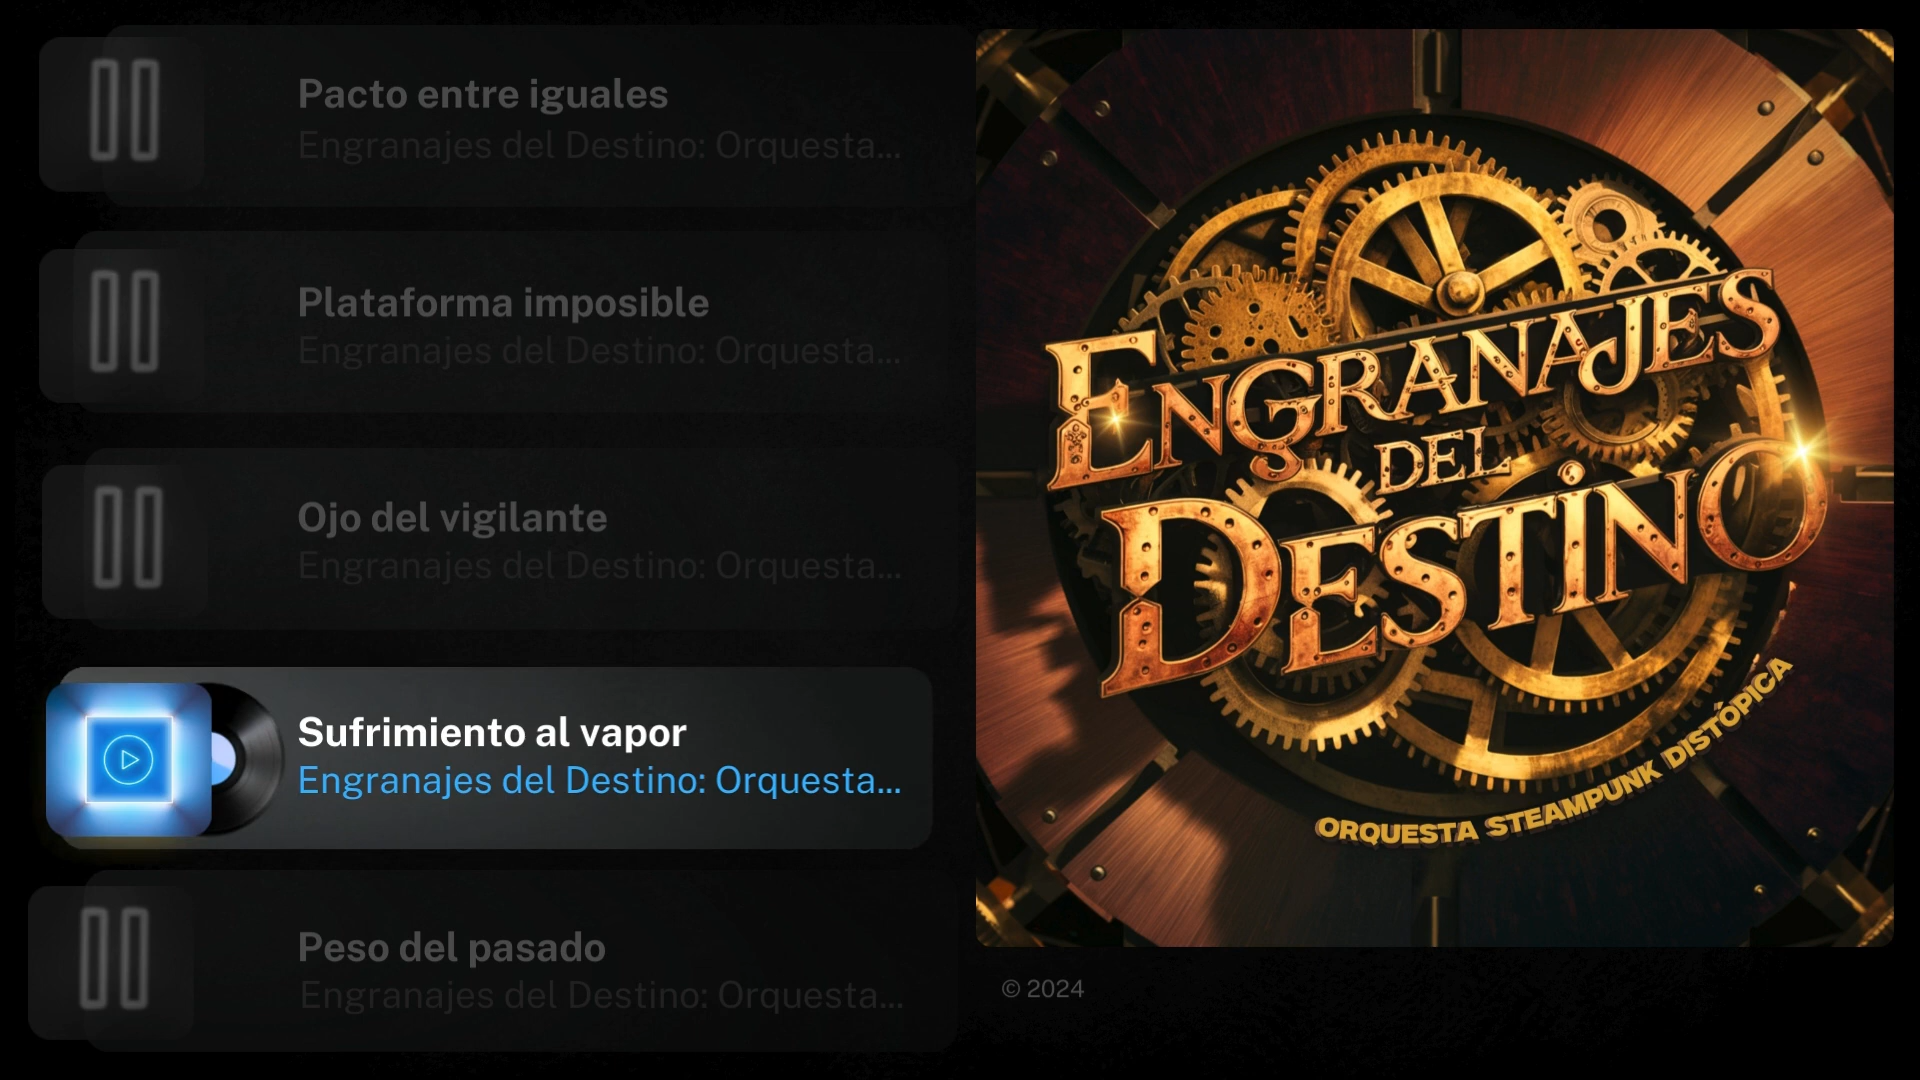 Pacto entre iguales
Engranajes del Destino: Orquesta...
Plataforma imposible
Engranajes del Destino: Orquesta...
Ojo del vigilante
Engranajes del Destino: Orquesta...
Sufrimiento al vapor
Engranajes del Destino: Orquesta...
Peso del pasado
Engranajes del Destino: Orquesta...
ENGRANAJES
DEL
DESTINO
ORQUESTA STEAMPUNK DISTÓPICA
© 2024